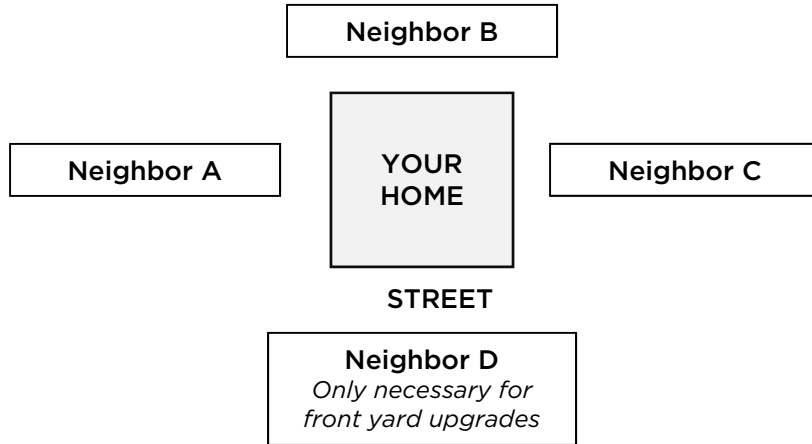 Neighbor B
Neighbor A
YOUR
HOME
Neighbor C
STREET
Neighbor D
Only necessary for
front yard upgrades